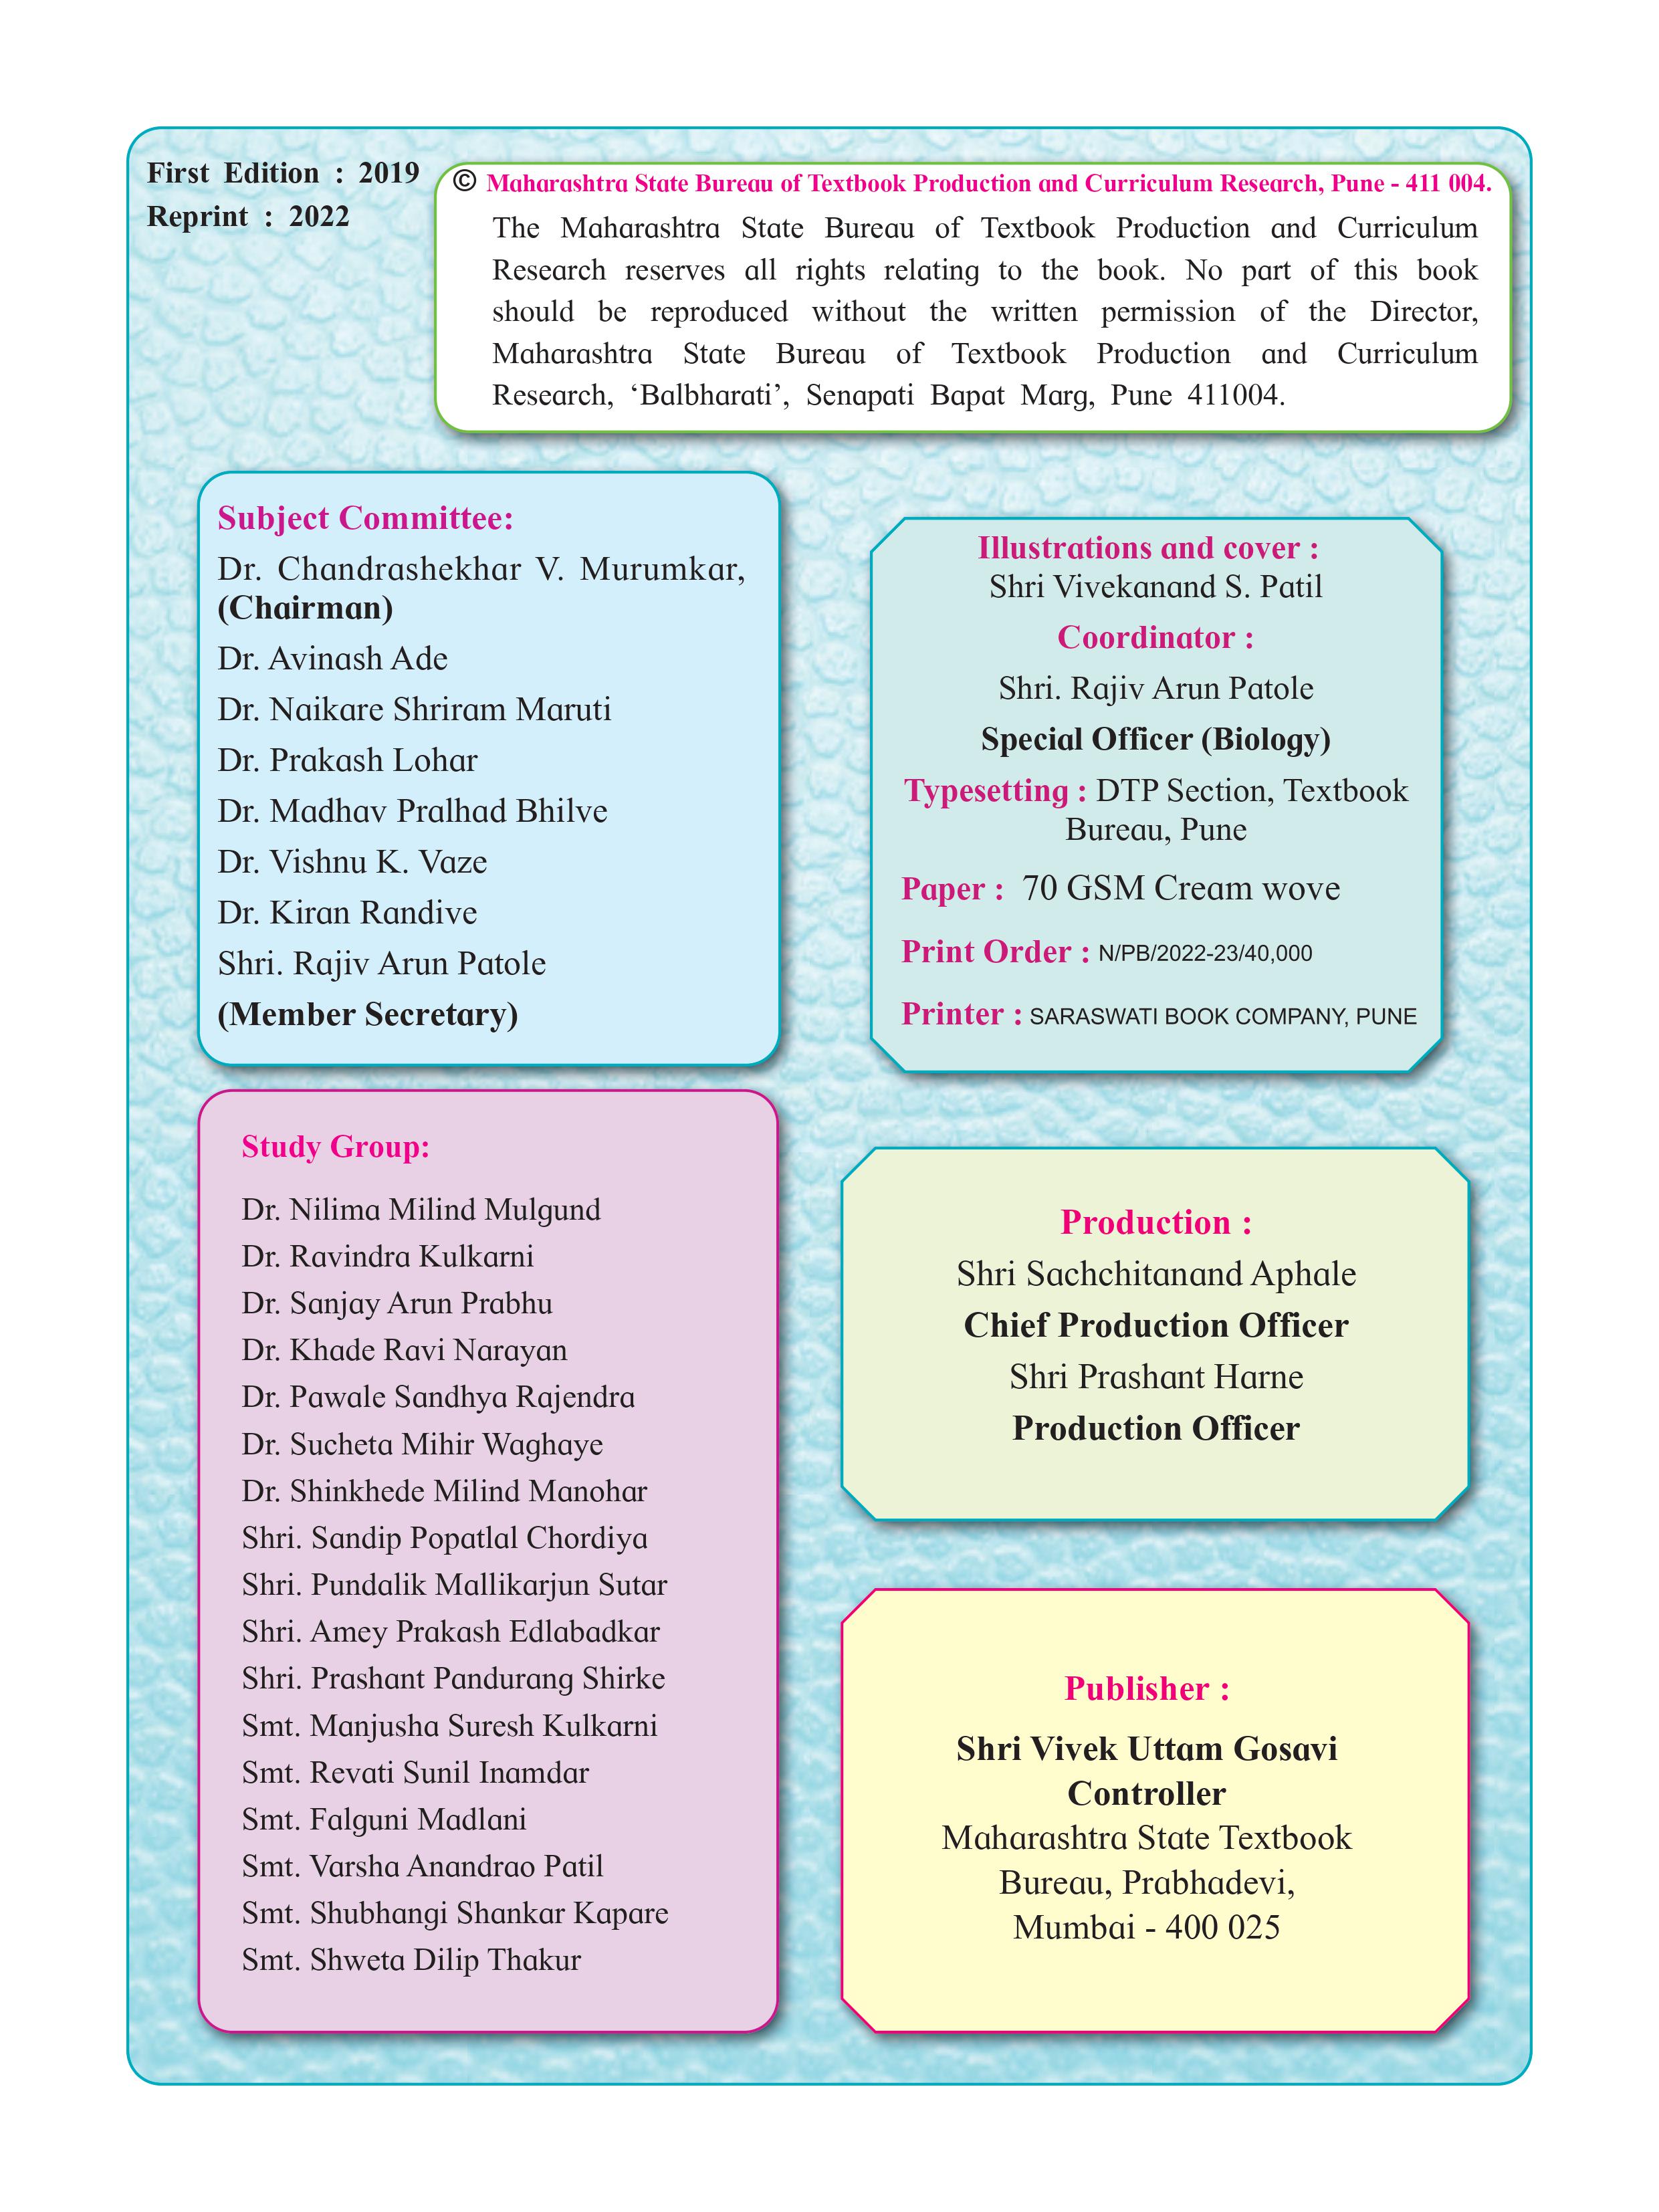 First Edition : 2019
Reprint : 2022
© Maharashtra State Bureau of Textbook Production and Curriculum Research, Pune - 411 004.
The Maharashtra State Bureau of Textbook Production and Curriculum
Research reserves all rights relating to the book. No part of this book
should be reproduced without the written permission of the Director,
Maharashtra State Bureau of Textbook Production and Curriculum
Research, ‘Balbharati’, Senapati Bapat Marg, Pune 411004.
Subject Committee:
Dr. Chandrashekhar V. Murumkar,
(Chairman)
Dr. Avinash Ade
Dr. Naikare Shriram Maruti
Dr. Prakash Lohar
Dr. Madhav Pralhad Bhilve
Dr. Vishnu K. Vaze
Dr. Kiran Randive
Shri. Rajiv Arun Patole
(Member Secretary)
Study Group:
Dr. Nilima Milind Mulgund
Dr. Ravindra Kulkarni
Dr. Sanjay Arun Prabhu
Dr. Khade Ravi Narayan
Dr. Pawale Sandhya Rajendra
Dr. Sucheta Mihir Waghaye
Dr. Shinkhede Milind Manohar
Shri. Sandip Popatlal Chordiya
Shri. Pundalik Mallikarjun Sutar
Shri. Amey Prakash Edlabadkar
Shri. Prashant Pandurang Shirke
Smt. Manjusha Suresh Kulkarni
Smt. Revati Sunil Inamdar
Smt. Falguni Madlani
Smt. Varsha Anandrao Patil
Smt. Shubhangi Shankar Kapare
Smt. Shweta Dilip Thakur
Illustrations and cover :
Shri Vivekanand S. Patil
Coordinator :
Shri. Rajiv Arun Patole
Special Officer (Biology)
Typesetting : DTP Section, Textbook
Bureau, Pune
Paper : 70 GSM Cream wove
Print Order : N/PB/2022-23/40,000
Printer : SARASWATI BOOK COMPANY, PUNE
Production :
Shri Sachchitanand Aphale
Chief Production Officer
Shri Prashant Harne
Production Officer
Publisher :
Shri Vivek Uttam Gosavi
Controller
Maharashtra State Textbook
Bureau, Prabhadevi,
Mumbai - 400 025